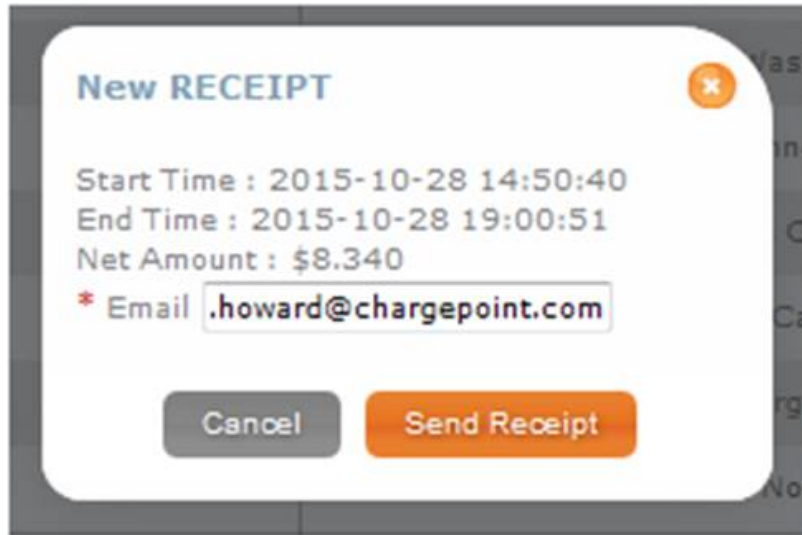 New RECEIPT
Start Time : 2015-10-28 14:50:40
End Time : 2015-10-28 19:00:51
Net Amount : $8.340
* Email .howard@chargepoint.com
Cancel Send Receipt